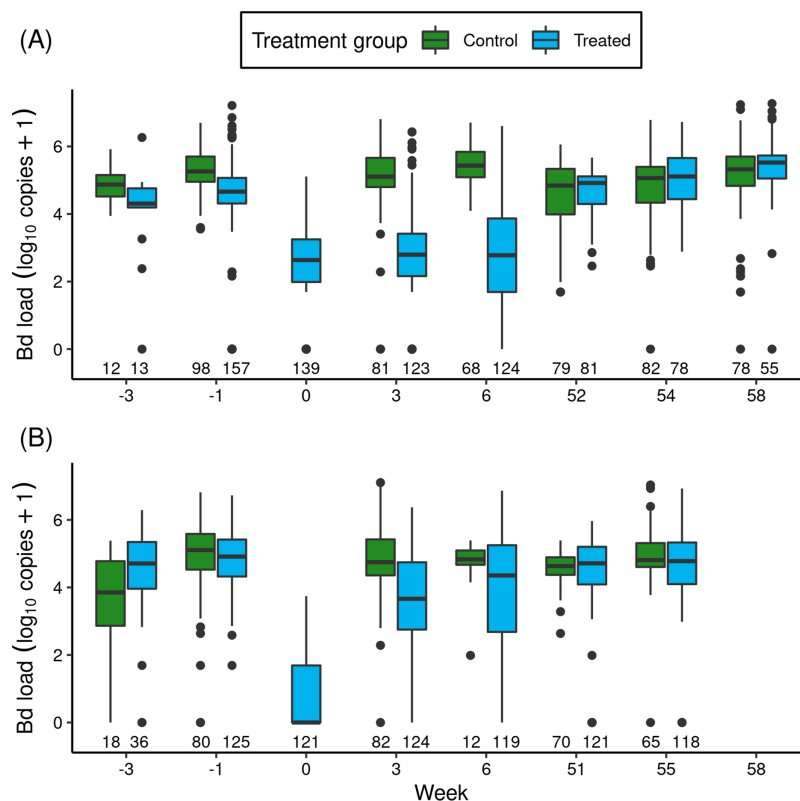 (A)
Treatment group Control Treated
Bd load (log10 copies + 1)
6
4
2
0
12 13 98 157 139 81 123 68 124 79 81 82 78 78 55
-3 -1 0 3 6 52 54 58
(B)
Bd load (log10 copies + 1)
6
4
2
0
18 36 80 125 121 82 124 12 119 70 121 65 118
-3 -1 0 3 6 51 55 58
Week